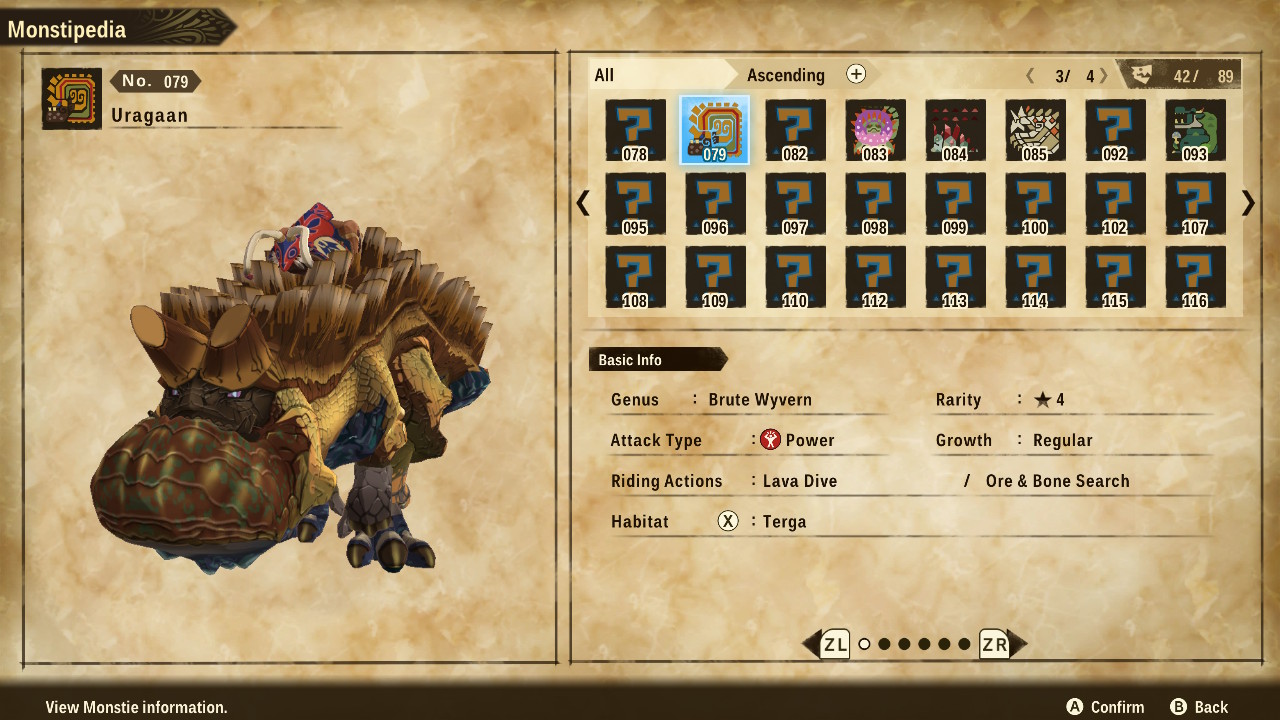 Monstipedia
No. 079
Uragaan
All
Ascending
3/ 4
42/ 89
078 079 082 083 084 085 092 093
095 096 097 098 099 100 102 107
108 109 110 112 113 114 115 116
Basic Info
Genus : Brute Wyvern
Rarity : ★ 4
Attack Type : Power
Growth : Regular
Riding Actions : Lava Dive / Ore & Bone Search
Habitat X : Terga
ZL ZR
View Monstie information.
A Confirm B Back